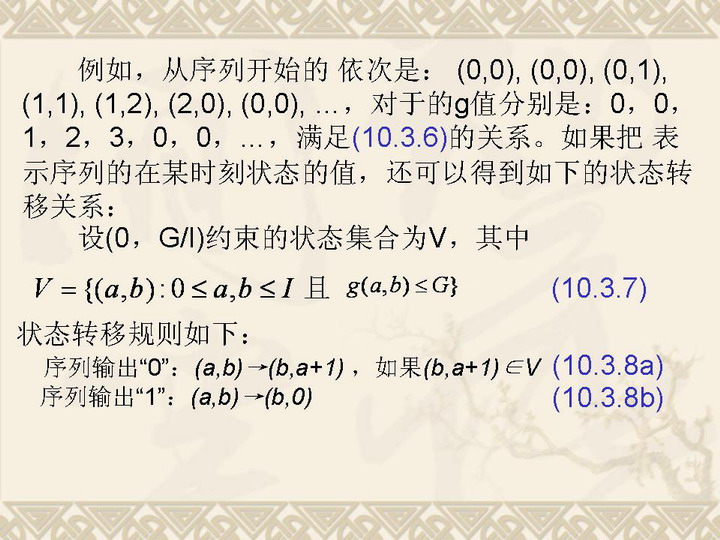 例如，从序列开始的 依次是： (0,0), (0,0), (0,1),
(1,1), (1,2), (2,0), (0,0), …，对于的g值分别是：0，0，
1，2，3，0，0，…，满足(10.3.6)的关系。如果把 表
示序列的在某时刻状态的值，还可以得到如下的状态转
移关系：
设(0，G/I)约束的状态集合为V，其中
V = {(a,b) : 0 ≤ a,b ≤ I 且 g(a,b) ≤ G} (10.3.7)
状态转移规则如下：
序列输出“0”：(a,b)→(b,a+1) ，如果(b,a+1)∈V (10.3.8a)
序列输出“1”：(a,b)→(b,0) (10.3.8b)